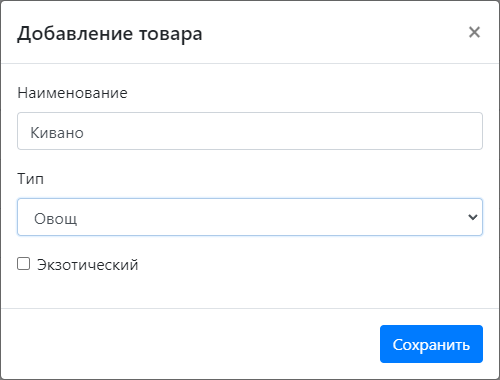 Добавление товара
×
Наименование
Кивано
Тип
Овощ
Экзотический
Сохранить